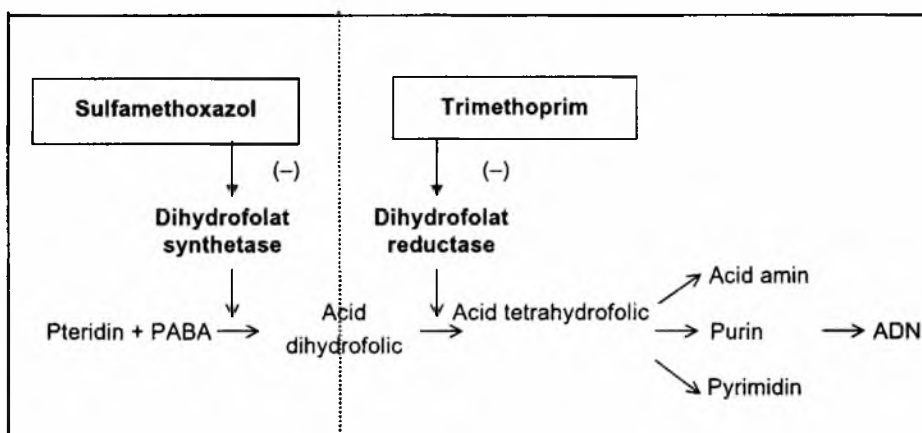 Sulfamethoxazol
Trimethoprim
(–)
(–)
Dihydrofolat
synthetase
Dihydrofolat
reductase
Pteridin + PABA
Acid
dihydrofolic
Acid tetrahydrofolic
Acid amin
Purin
ADN
Pyrimidin